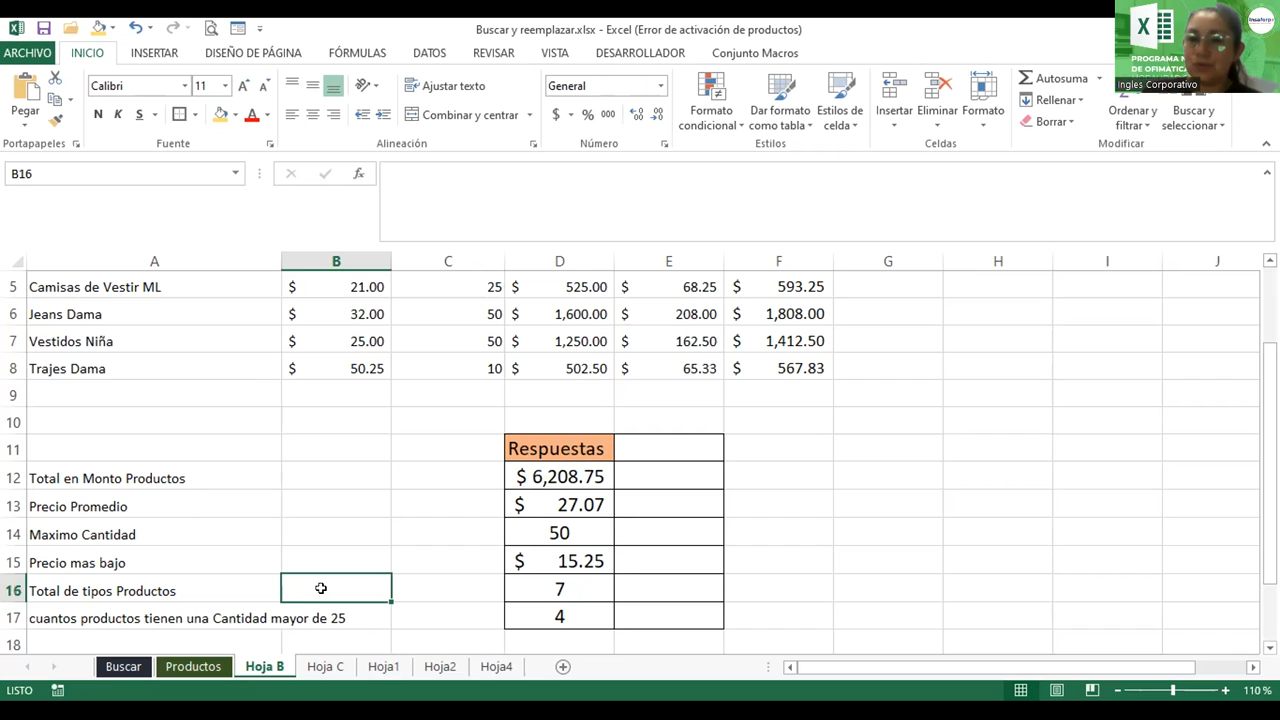 Buscar y reemplazar.xlsx - Excel (Error de activación de productos)
ARCHIVO INICIO INSERTAR DISEÑO DE PÁGINA FÓRMULAS DATOS REVISAR VISTA DESARROLLADOR Conjunto Macros
PROGRAMA
DE OFIMÁTICA
Ingles Corporativo
Insaforp
Pegar
Calibri 11
N K S
Ajustar texto
Combinar y centrar
General
$ % 000
Formato condicional
Dar formato como tabla
Estilos de celda
Insertar
Eliminar
Formato
Autosuma
Rellenar
Borrar
Ordenar y filtrar
Buscar y seleccionar
Portapapeles Fuente Alineación Número Estilos Celdas Modificar
B16 fx
A B C D E F G H I J
5 Camisas de Vestir ML $ 21.00 25 $ 525.00 $ 68.25 $ 593.25
6 Jeans Dama $ 32.00 50 $ 1,600.00 $ 208.00 $ 1,808.00
7 Vestidos Niña $ 25.00 50 $ 1,250.00 $ 162.50 $ 1,412.50
8 Trajes Dama $ 50.25 10 $ 502.50 $ 65.33 $ 567.83
9
10
11 Respuestas
12 Total en Monto Productos $ 6,208.75
13 Precio Promedio $ 27.07
14 Maximo Cantidad 50
15 Precio mas bajo $ 15.25
16 Total de tipos Productos 7
17 cuantos productos tienen una Cantidad mayor de 25 4
18
Buscar Productos Hoja B Hoja C Hoja1 Hoja2 Hoja4
LISTO 110 %